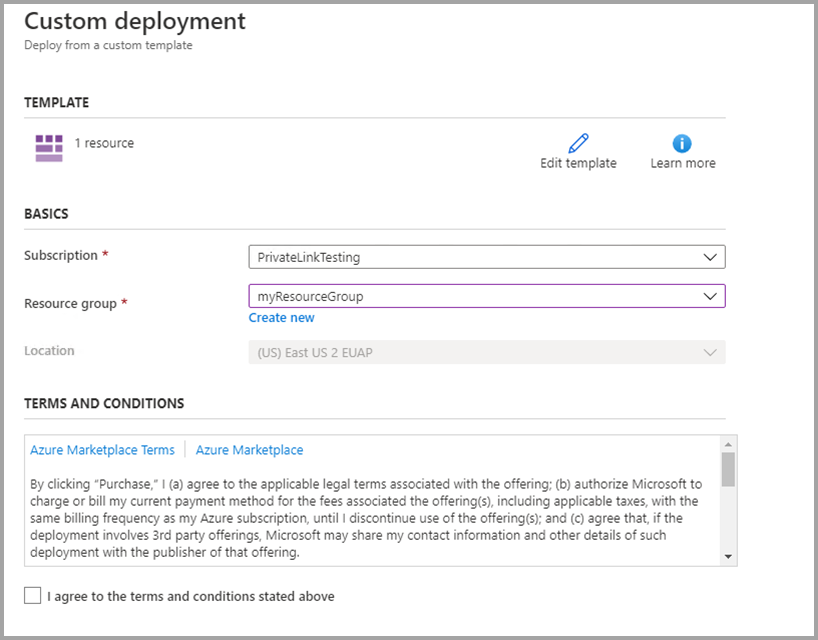 Custom deployment
Deploy from a custom template
TEMPLATE
1 resource
Edit template
Learn more
BASICS
Subscription *
PrivateLinkTesting
Resource group *
myResourceGroup
Create new
Location
(US) East US 2 EUAP
TERMS AND CONDITIONS
Azure Marketplace Terms | Azure Marketplace
By clicking “Purchase,” I (a) agree to the applicable legal terms associated with the offering; (b) authorize Microsoft to
charge or bill my current payment method for the fees associated the offering(s), including applicable taxes, with the
same billing frequency as my Azure subscription, until I discontinue use of the offering(s); and (c) agree that, if the
deployment involves 3rd party offerings, Microsoft may share my contact information and other details of such
deployment with the publisher of that offering.
I agree to the terms and conditions stated above